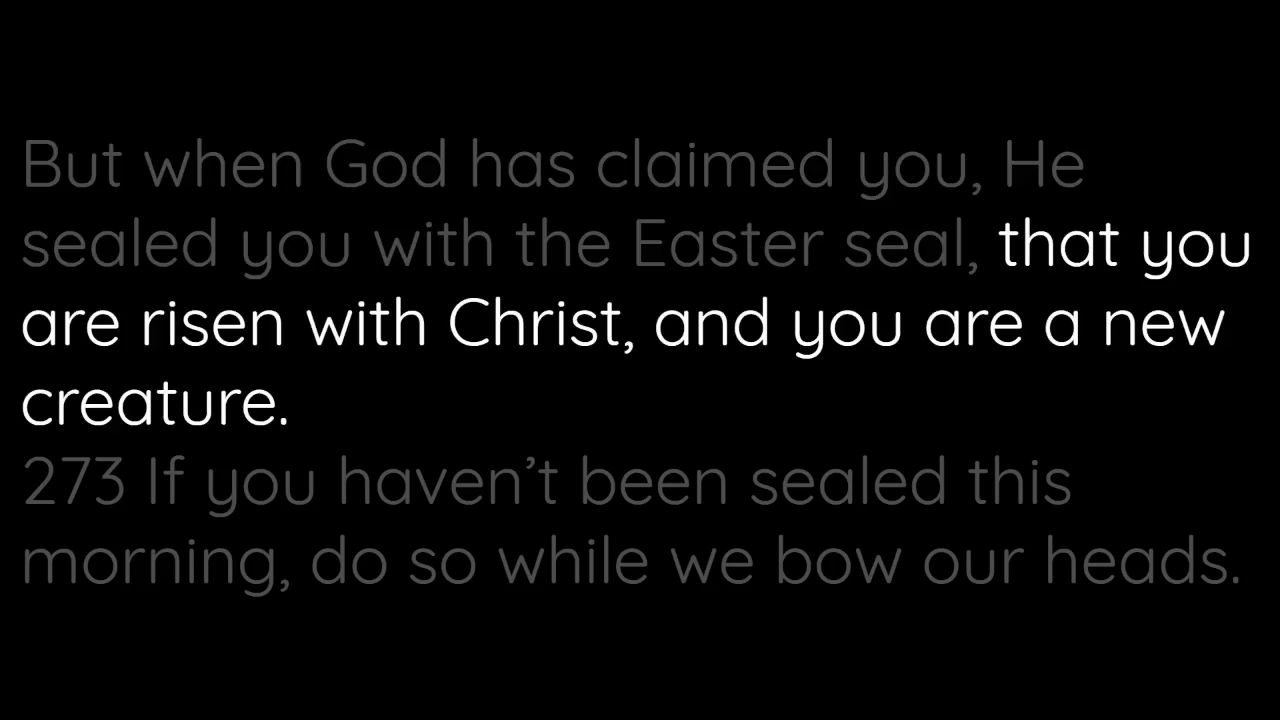 But when God has claimed you, He
sealed you with the Easter seal, that you
are risen with Christ, and you are a new
creature.
273 If you haven’t been sealed this
morning, do so while we bow our heads.